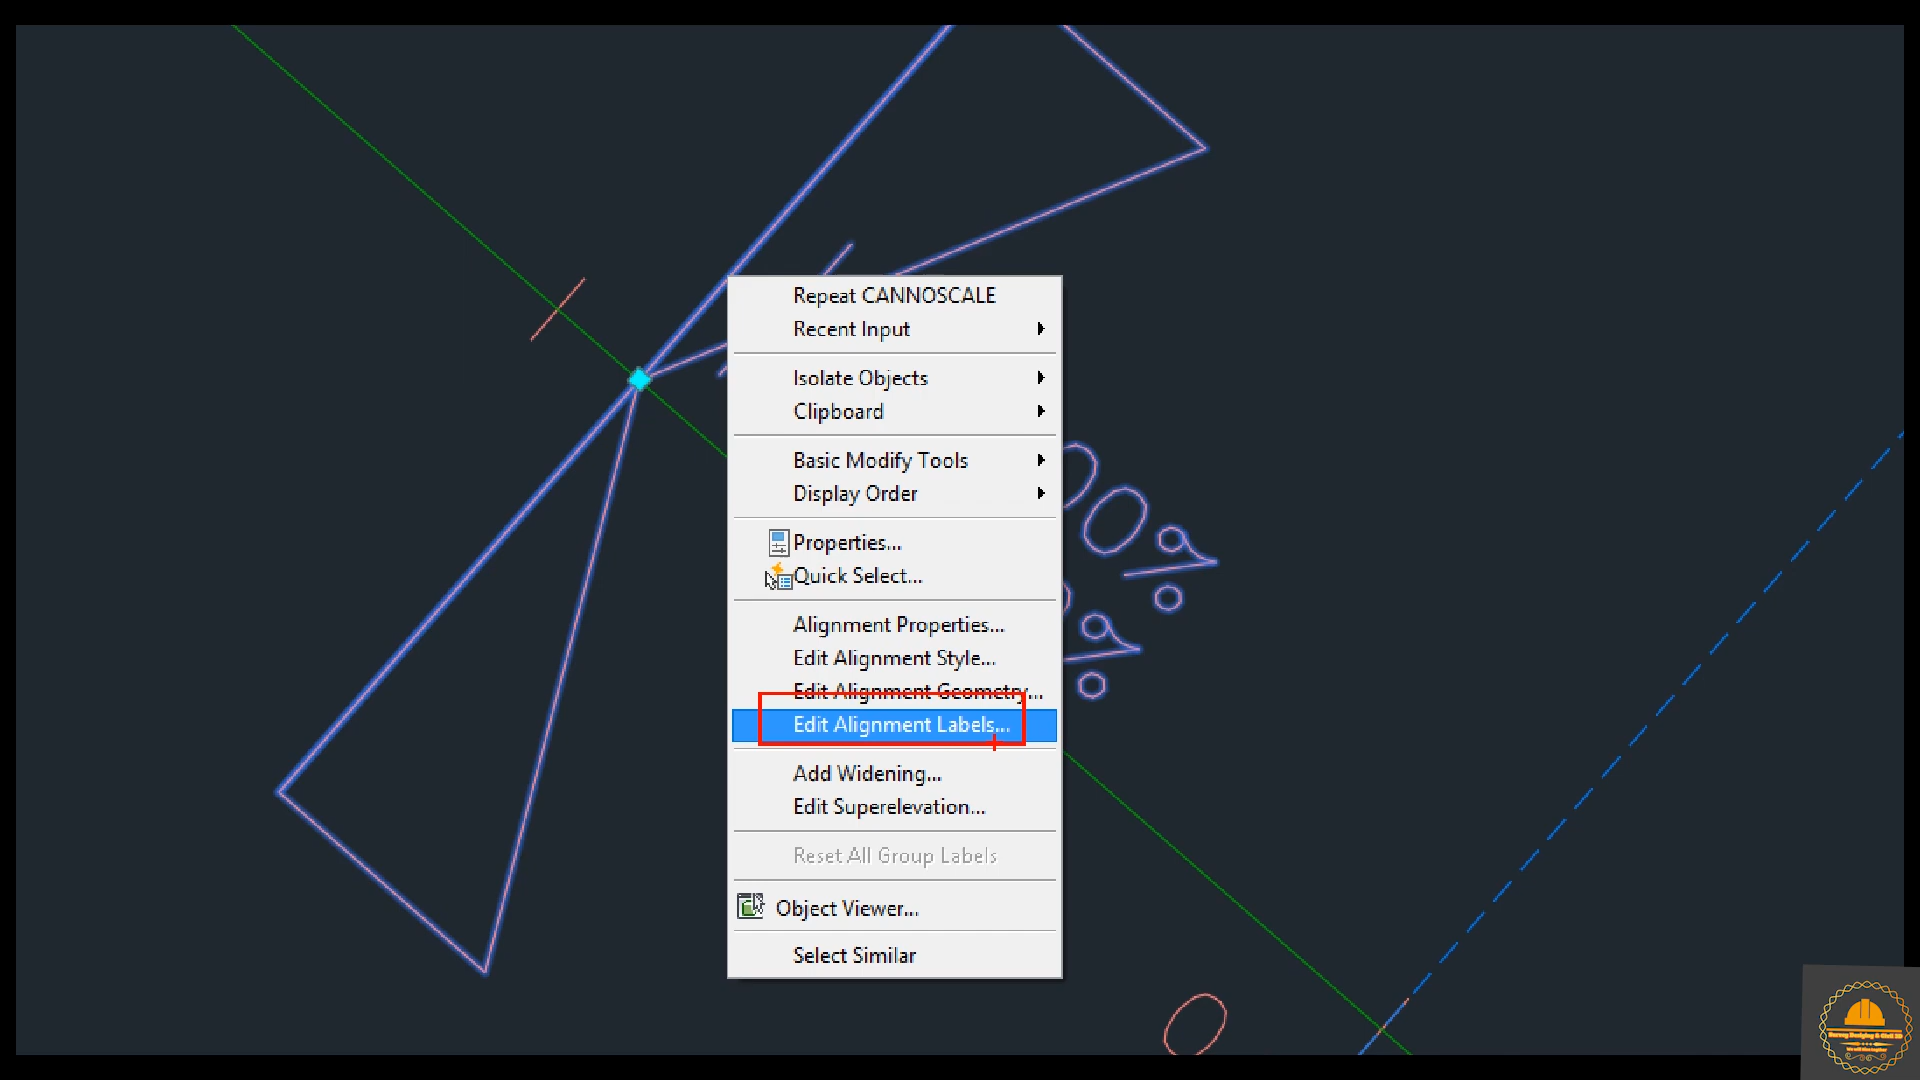 Repeat CANNOSCALE
Recent Input
Isolate Objects
Clipboard
Basic Modify Tools
Display Order
00%
%
Properties...
Quick Select...
Alignment Properties...
Edit Alignment Style...
Edit Alignment Geometry...
Edit Alignment Labels...
Add Widening...
Edit Superelevation...
Reset All Group Labels
Object Viewer...
Select Similar
0